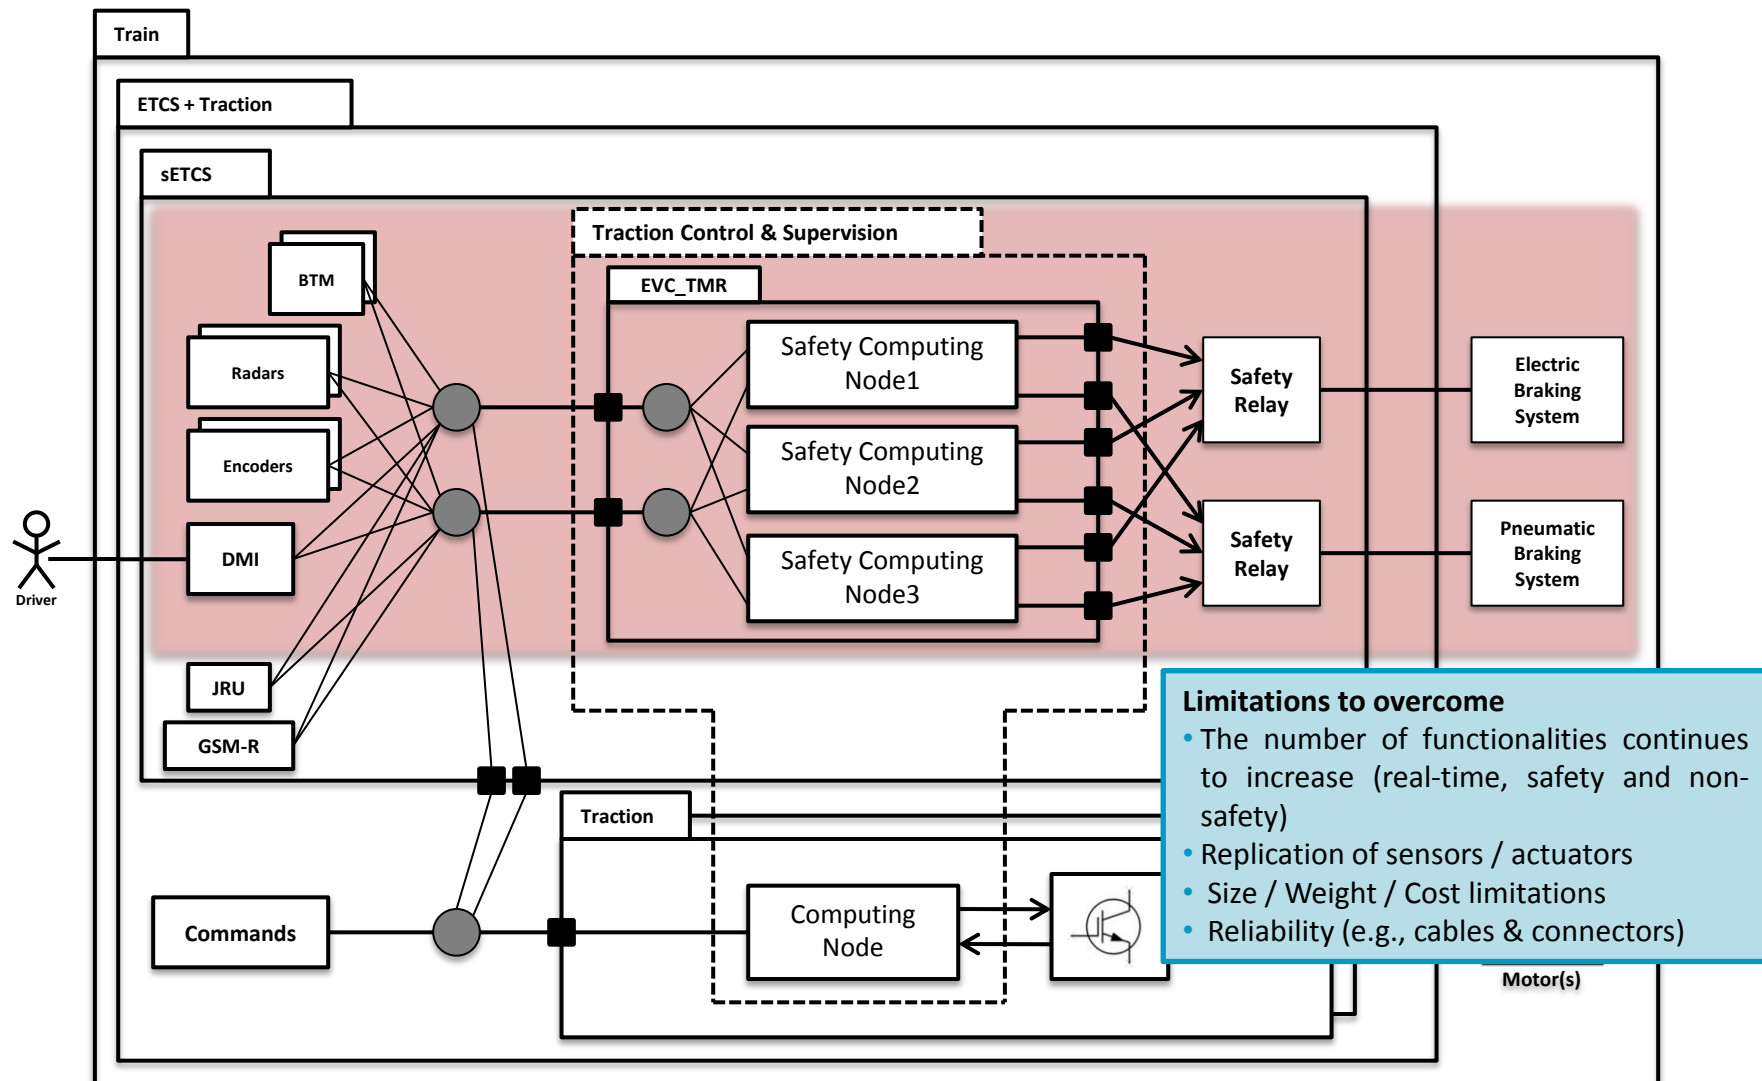 Train
ETCS + Traction
sETCS
Traction Control & Supervision
BTM
EVC_TMR
Radars
Encoders
DMI
Driver
JRU
GSM-R
Safety Computing
Node1
Safety Computing
Node2
Safety Computing
Node3
Safety
Relay
Safety
Relay
Electric
Braking
System
Pneumatic
Braking
System
Limitations to overcome
• The number of functionalities continues
to increase (real-time, safety and non-
safety)
• Replication of sensors / actuators
• Size / Weight / Cost limitations
• Reliability (e.g., cables & connectors)
Traction
Commands
Computing
Node
Motor(s)